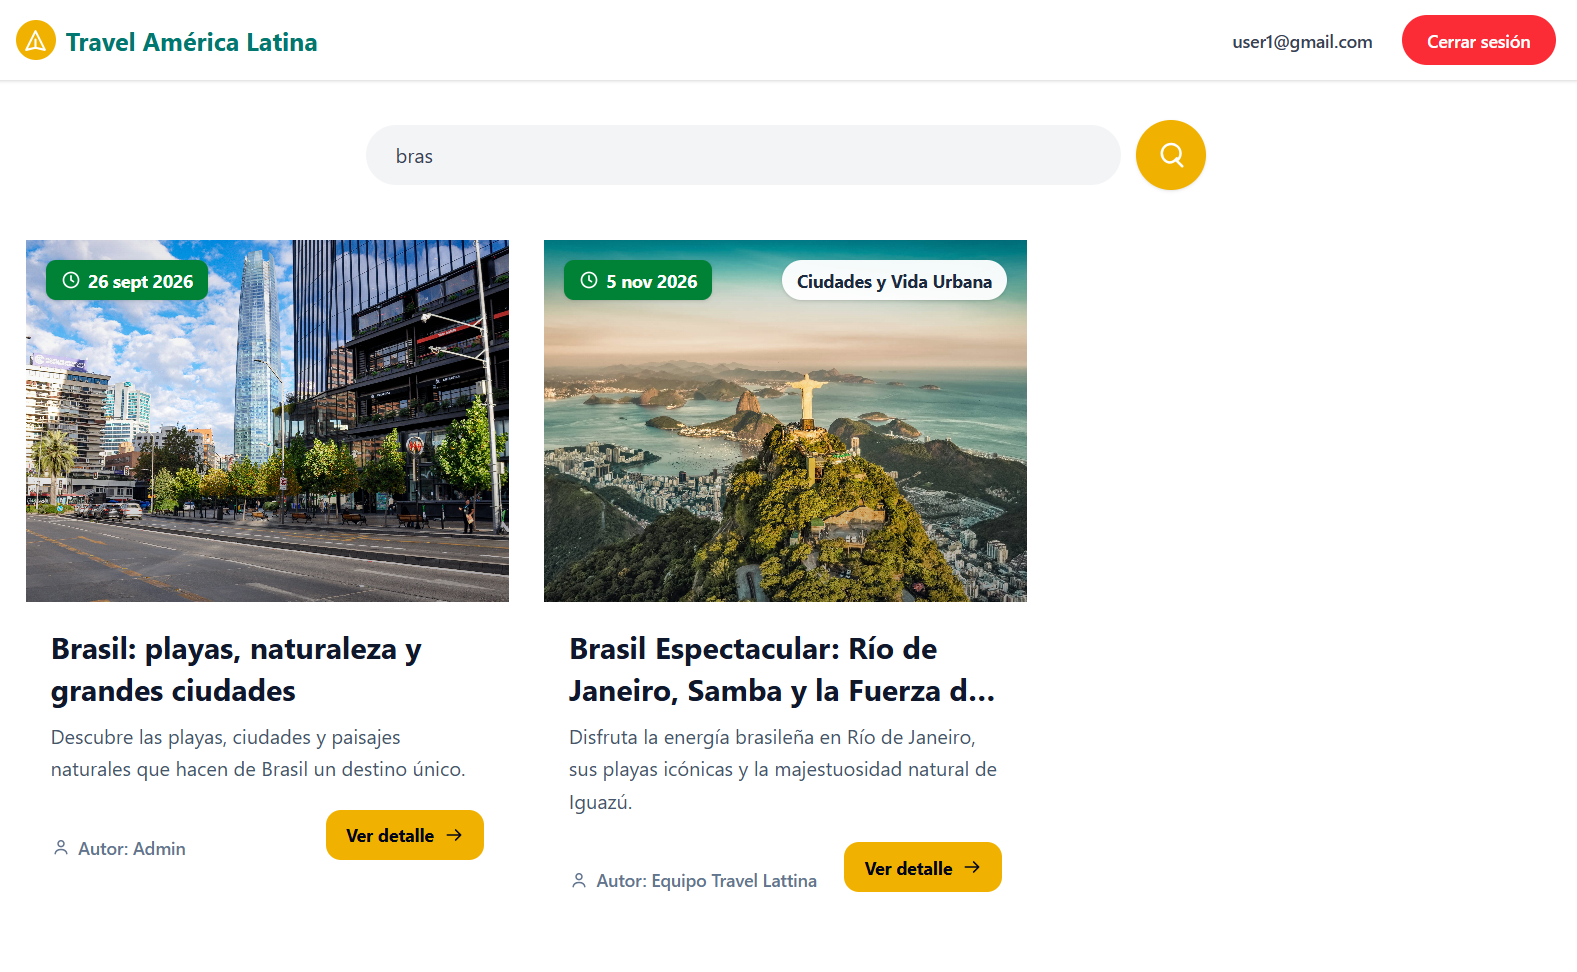 Travel América Latina
user1@gmail.com
Cerrar sesión
bras
26 sept 2026
5 nov 2026
Ciudades y Vida Urbana
Brasil: playas, naturaleza y
grandes ciudades
Descubre las playas, ciudades y paisajes
naturales que hacen de Brasil un destino único.
Autor: Admin
Ver detalle
Brasil Espectacular: Río de
Janeiro, Samba y la Fuerza d...
Disfruta la energía brasileña en Río de Janeiro,
sus playas icónicas y la majestuosidad natural de
Iguazú.
Autor: Equipo Travel Lattina
Ver detalle